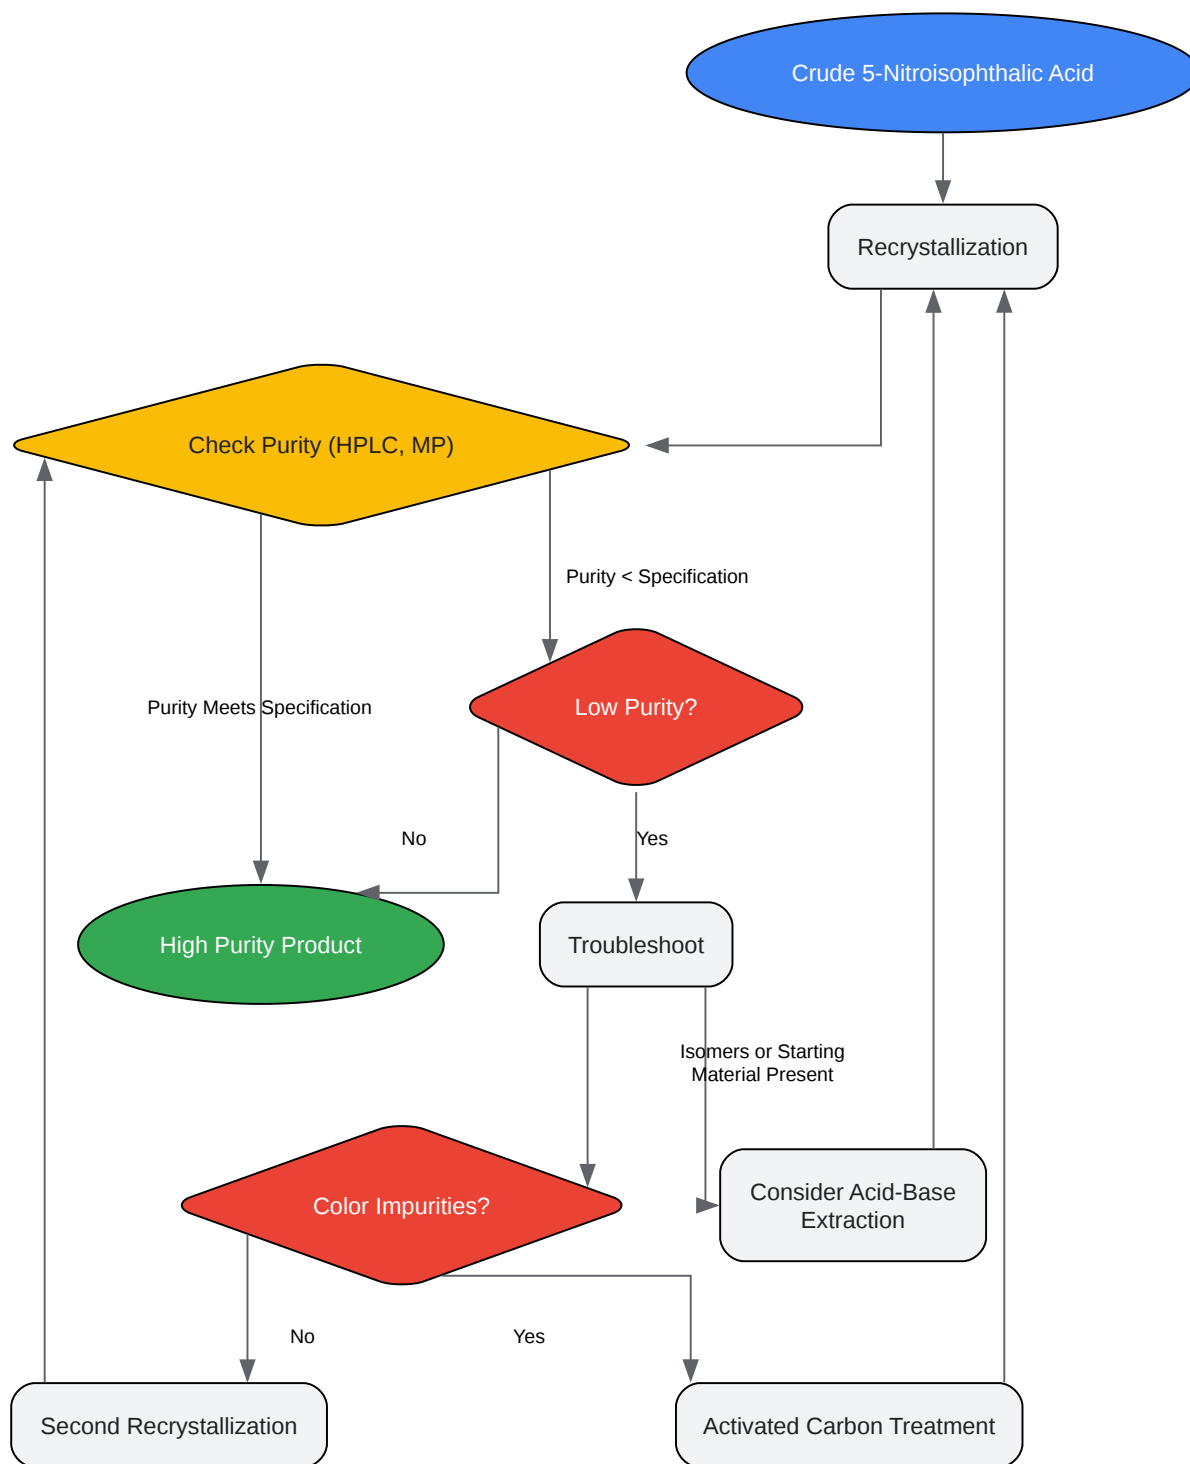 Crude 5-Nitroisophthalic Acid
Recrystallization
Check Purity (HPLC, MP)
Purity < Specification
Purity Meets Specification
Low Purity?
No
Yes
High Purity Product
Troubleshoot
Isomers or Starting
Material Present
Color Impurities?
Consider Acid-Base
Extraction
No
Yes
Second Recrystallization
Activated Carbon Treatment